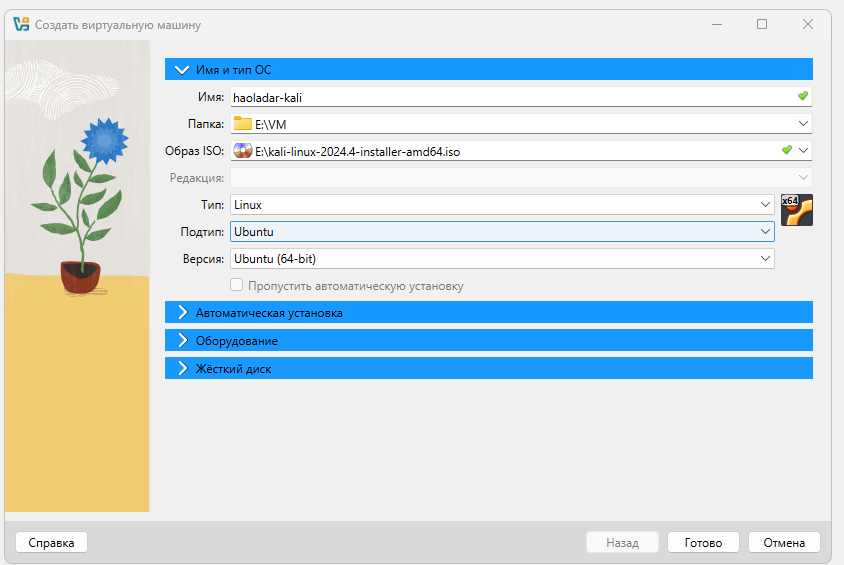 Создать виртуальную машину
Имя и тип ОС
Имя: haoladar-kali
Папка: E:\VM
Образ ISO: E:\kali-linux-2024.4-installer-amd64.iso
Редакция:
Тип: Linux
x64
Подтип: Ubuntu
Версия: Ubuntu (64-bit)
Пропустить автоматическую установку
Автоматическая установка
Оборудование
Жёсткий диск
Справка Назад Готово Отмена